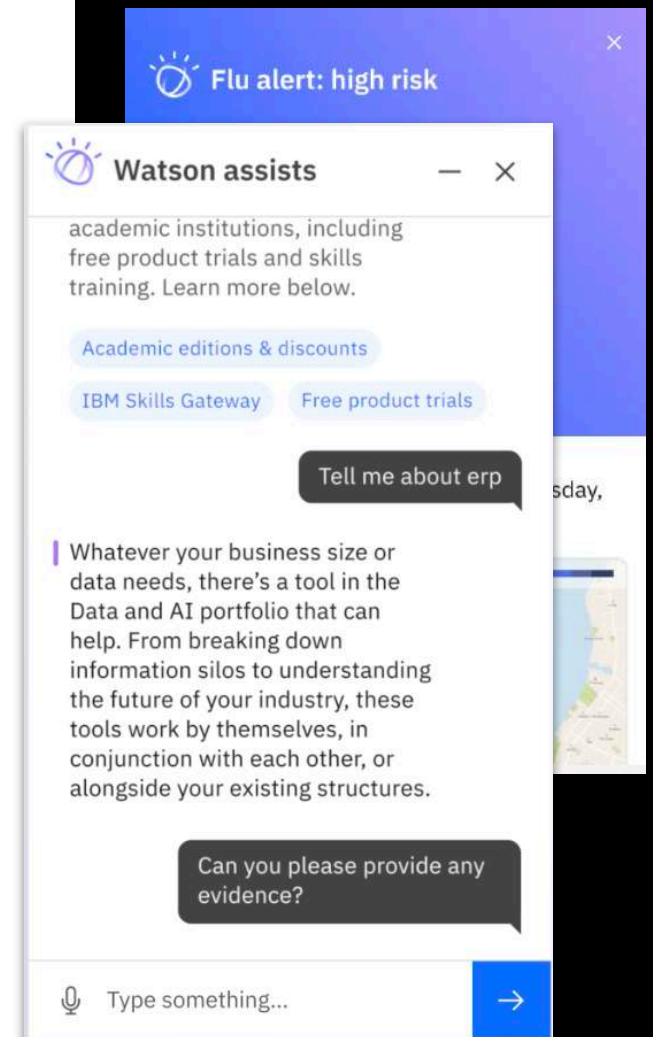 Flu alert: high risk
Watson assists
academic institutions, including
free product trials and skills
training. Learn more below.
Academic editions & discounts
IBM Skills Gateway
Free product trials
Tell me about erp
sday,
Whatever your business size or
data needs, there’s a tool in the
Data and AI portfolio that can
help. From breaking down
information silos to understanding
the future of your industry, these
tools work by themselves, in
conjunction with each other, or
alongside your existing structures.
Can you please provide any
evidence?
Type something...